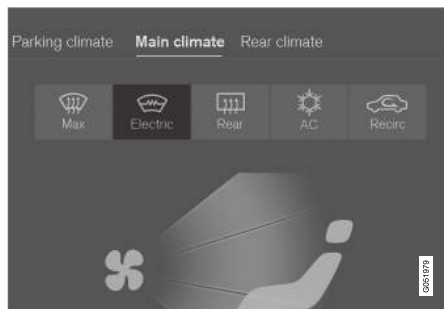 Parking climate Main climate Rear climate
Max Electric Rear AC Recirc
G051979